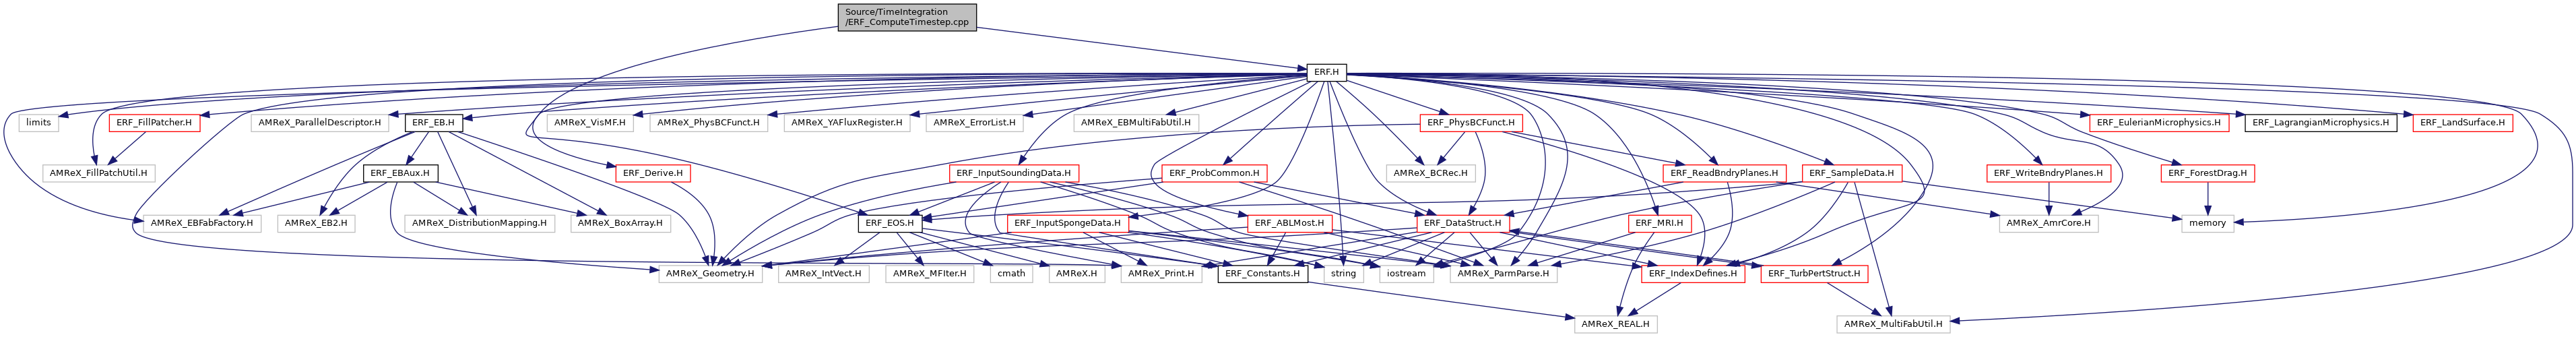 Source/TimeIntegration
/ERF_ComputeTimestep.cpp
ERF.H
limits
ERF_FillPatcher.H
AMReX_ParallelDescriptor.H
ERF_EB.H
AMReX_VisMF.H
AMReX_PhysBCFunct.H
AMReX_YAFluxRegister.H
AMReX_ErrorList.H
AMReX_EBMultiFabUtil.H
ERF_PhysBCFunct.H
ERF_EulerianMicrophysics.H
ERF_LagrangianMicrophysics.H
ERF_LandSurface.H
AMReX_FillPatchUtil.H
ERF_EBAux.H
ERF_Derive.H
ERF_InputSoundingData.H
ERF_ProbCommon.H
AMReX_BCRec.H
ERF_ReadBndryPlanes.H
ERF_SampleData.H
ERF_WriteBndryPlanes.H
ERF_ForestDrag.H
AMReX_EBFabFactory.H
AMReX_EB2.H
AMReX_DistributionMapping.H
AMReX_BoxArray.H
ERF_EOS.H
ERF_InputSpongeData.H
ERF_ABLMost.H
ERF_DataStruct.H
ERF_MRI.H
AMReX_AmrCore.H
memory
AMReX_Geometry.H
AMReX_IntVect.H
AMReX_MFIter.H
cmath
AMReX.H
AMReX_Print.H
ERF_Constants.H
string
iostream
AMReX_ParmParse.H
ERF_IndexDefines.H
ERF_TurbPertStruct.H
AMReX_REAL.H
AMReX_MultiFabUtil.H